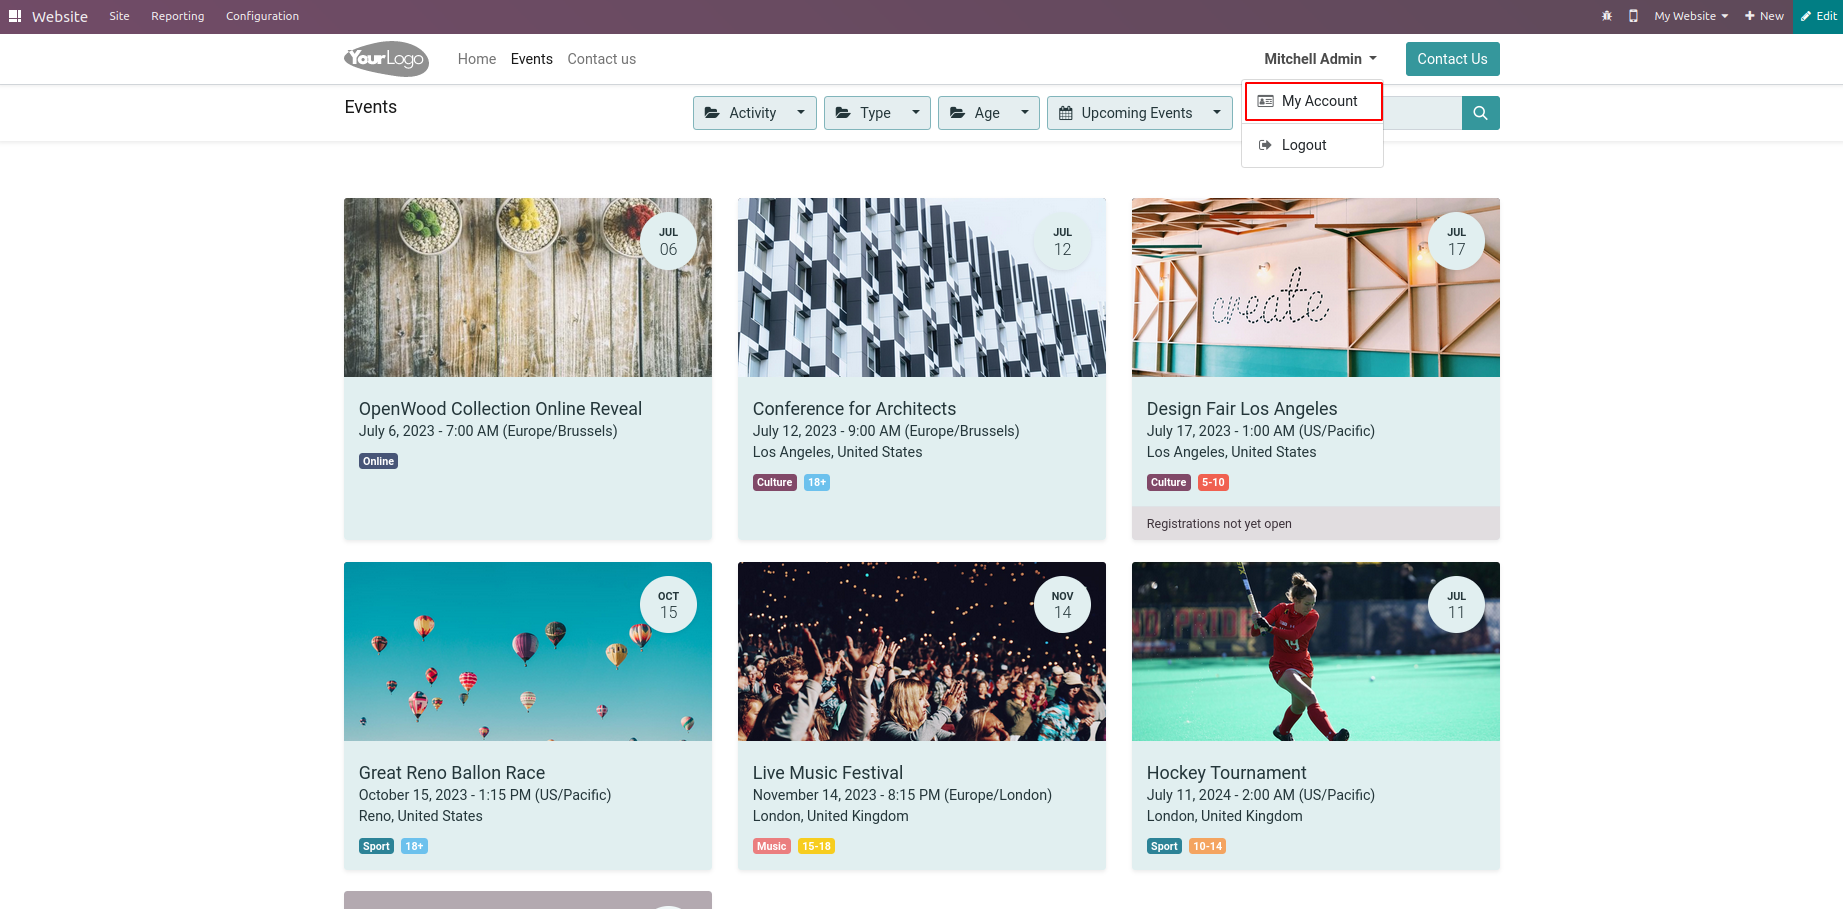 Website Site Reporting Configuration My Website New Edit
YourLogo Home Events Contact us Mitchell Admin Contact Us
Events Activity Type Age Upcoming Events My Account
Logout
JUL
06
JUL
12
JUL
17
create
OpenWood Collection Online Reveal
July 6, 2023 - 7:00 AM (Europe/Brussels)
Online
Conference for Architects
July 12, 2023 - 9:00 AM (Europe/Brussels)
Los Angeles, United States
Culture 18+
Design Fair Los Angeles
July 17, 2023 - 1:00 AM (US/Pacific)
Los Angeles, United States
Culture 5-10
Registrations not yet open
OCT
15
NOV
14
JUL
11
PRIDE
14
Great Reno Ballon Race
October 15, 2023 - 1:15 PM (US/Pacific)
Reno, United States
Sport 18+
Live Music Festival
November 14, 2023 - 8:15 PM (Europe/London)
London, United Kingdom
Music 15-18
Hockey Tournament
July 11, 2024 - 2:00 AM (US/Pacific)
London, United Kingdom
Sport 10-14